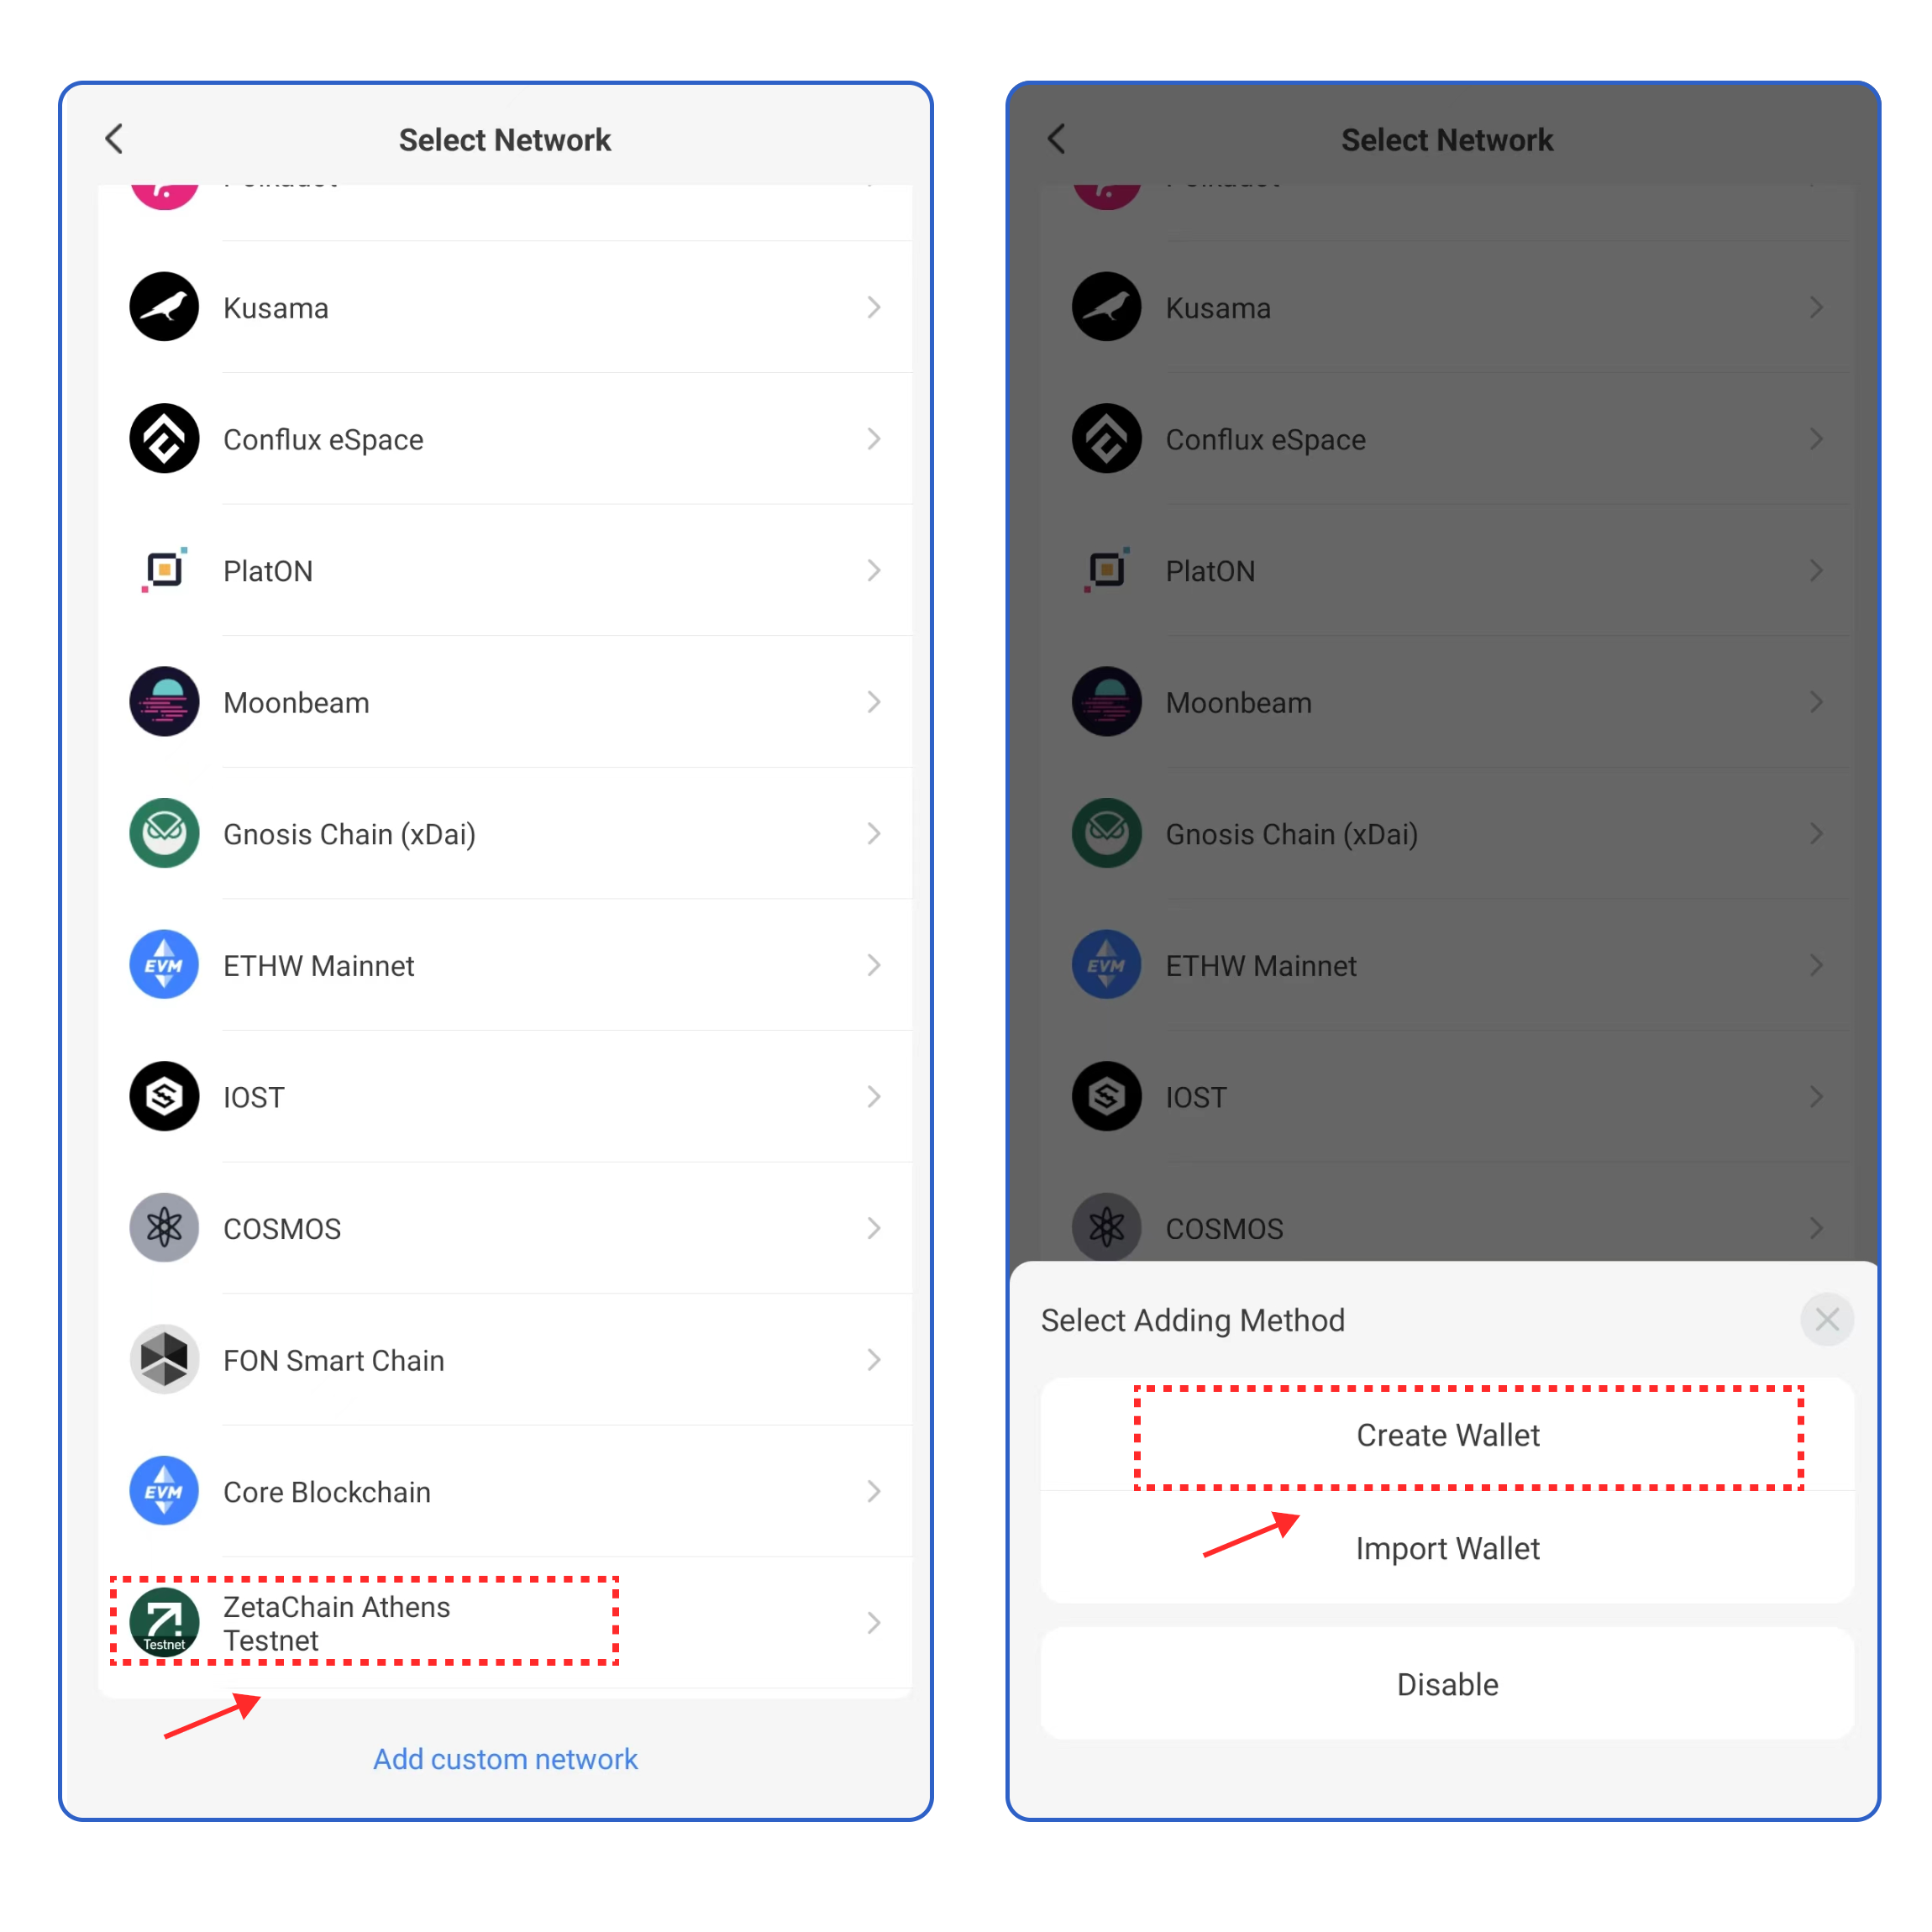 Select Network
Kusama
Conflux eSpace
PlatON
Moonbeam
Gnosis Chain (xDai)
EVM
ETHW Mainnet
IOST
COSMOS
FON Smart Chain
EVM
Core Blockchain
Testnet
ZetaChain Athens
Testnet
Add custom network
Select Network
Kusama
Conflux eSpace
PlatON
Moonbeam
Gnosis Chain (xDai)
EVM
ETHW Mainnet
IOST
COSMOS
Select Adding Method
Create Wallet
Import Wallet
Disable